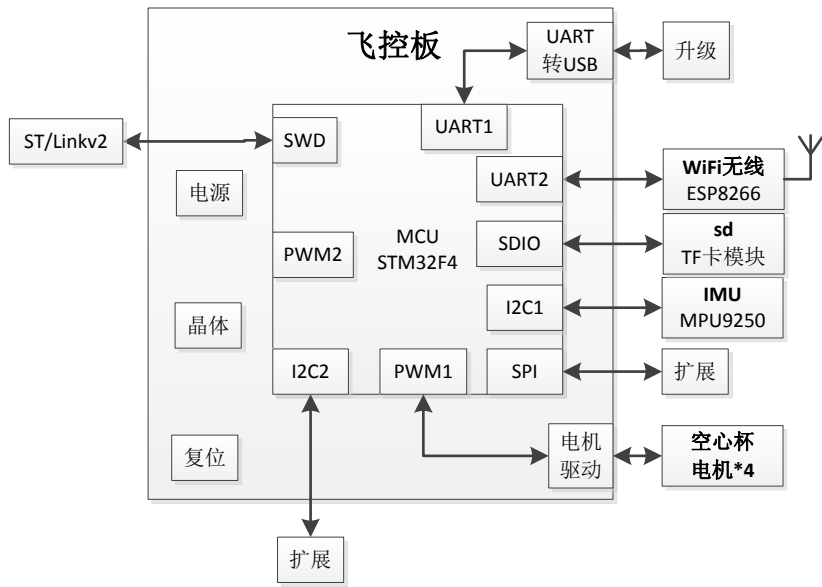 飞控板
UART
转USB
升级
UART1
ST/Linkv2
SWD
UART2
WiFi无线
ESP8266
电源
MCU
STM32F4
PWM2
SDIO
sd
TF卡模块
I2C1
IMU
MPU9250
晶体
I2C2
PWM1
SPI
扩展
复位
电机
驱动
空心杯
电机*4
扩展